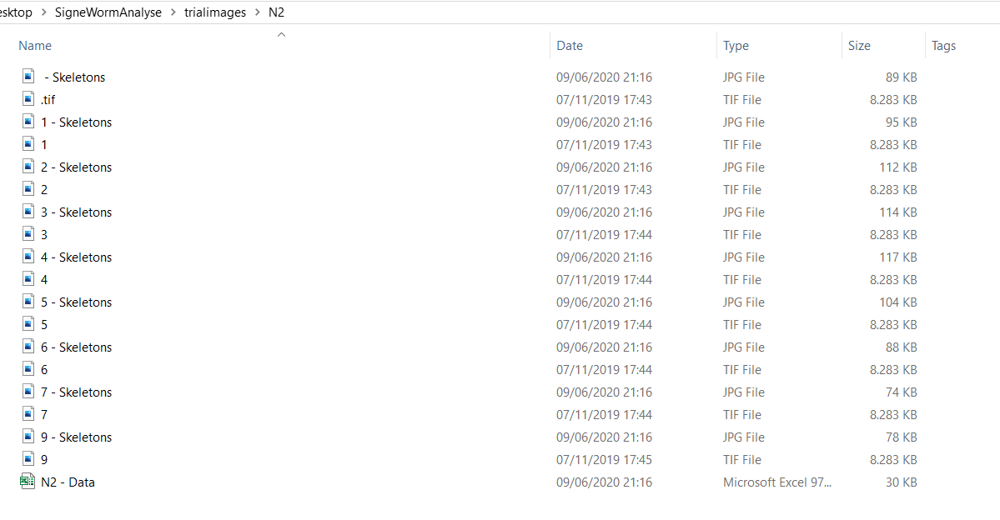 esktop > SigneWormAnalyse > trialimages > N2
Name Date Type Size Tags
- Skeletons 09/06/2020 21:16 JPG File 89 KB
.tif 07/11/2019 17:43 TIF File 8.283 KB
1 - Skeletons 09/06/2020 21:16 JPG File 95 KB
1 07/11/2019 17:43 TIF File 8.283 KB
2 - Skeletons 09/06/2020 21:16 JPG File 112 KB
2 07/11/2019 17:43 TIF File 8.283 KB
3 - Skeletons 09/06/2020 21:16 JPG File 114 KB
3 07/11/2019 17:44 TIF File 8.283 KB
4 - Skeletons 09/06/2020 21:16 JPG File 117 KB
4 07/11/2019 17:44 TIF File 8.283 KB
5 - Skeletons 09/06/2020 21:16 JPG File 104 KB
5 07/11/2019 17:44 TIF File 8.283 KB
6 - Skeletons 09/06/2020 21:16 JPG File 88 KB
6 07/11/2019 17:44 TIF File 8.283 KB
7 - Skeletons 09/06/2020 21:16 JPG File 74 KB
7 07/11/2019 17:44 TIF File 8.283 KB
9 - Skeletons 09/06/2020 21:16 JPG File 78 KB
9 07/11/2019 17:45 TIF File 8.283 KB
N2 - Data 09/06/2020 21:16 Microsoft Excel 97... 30 KB